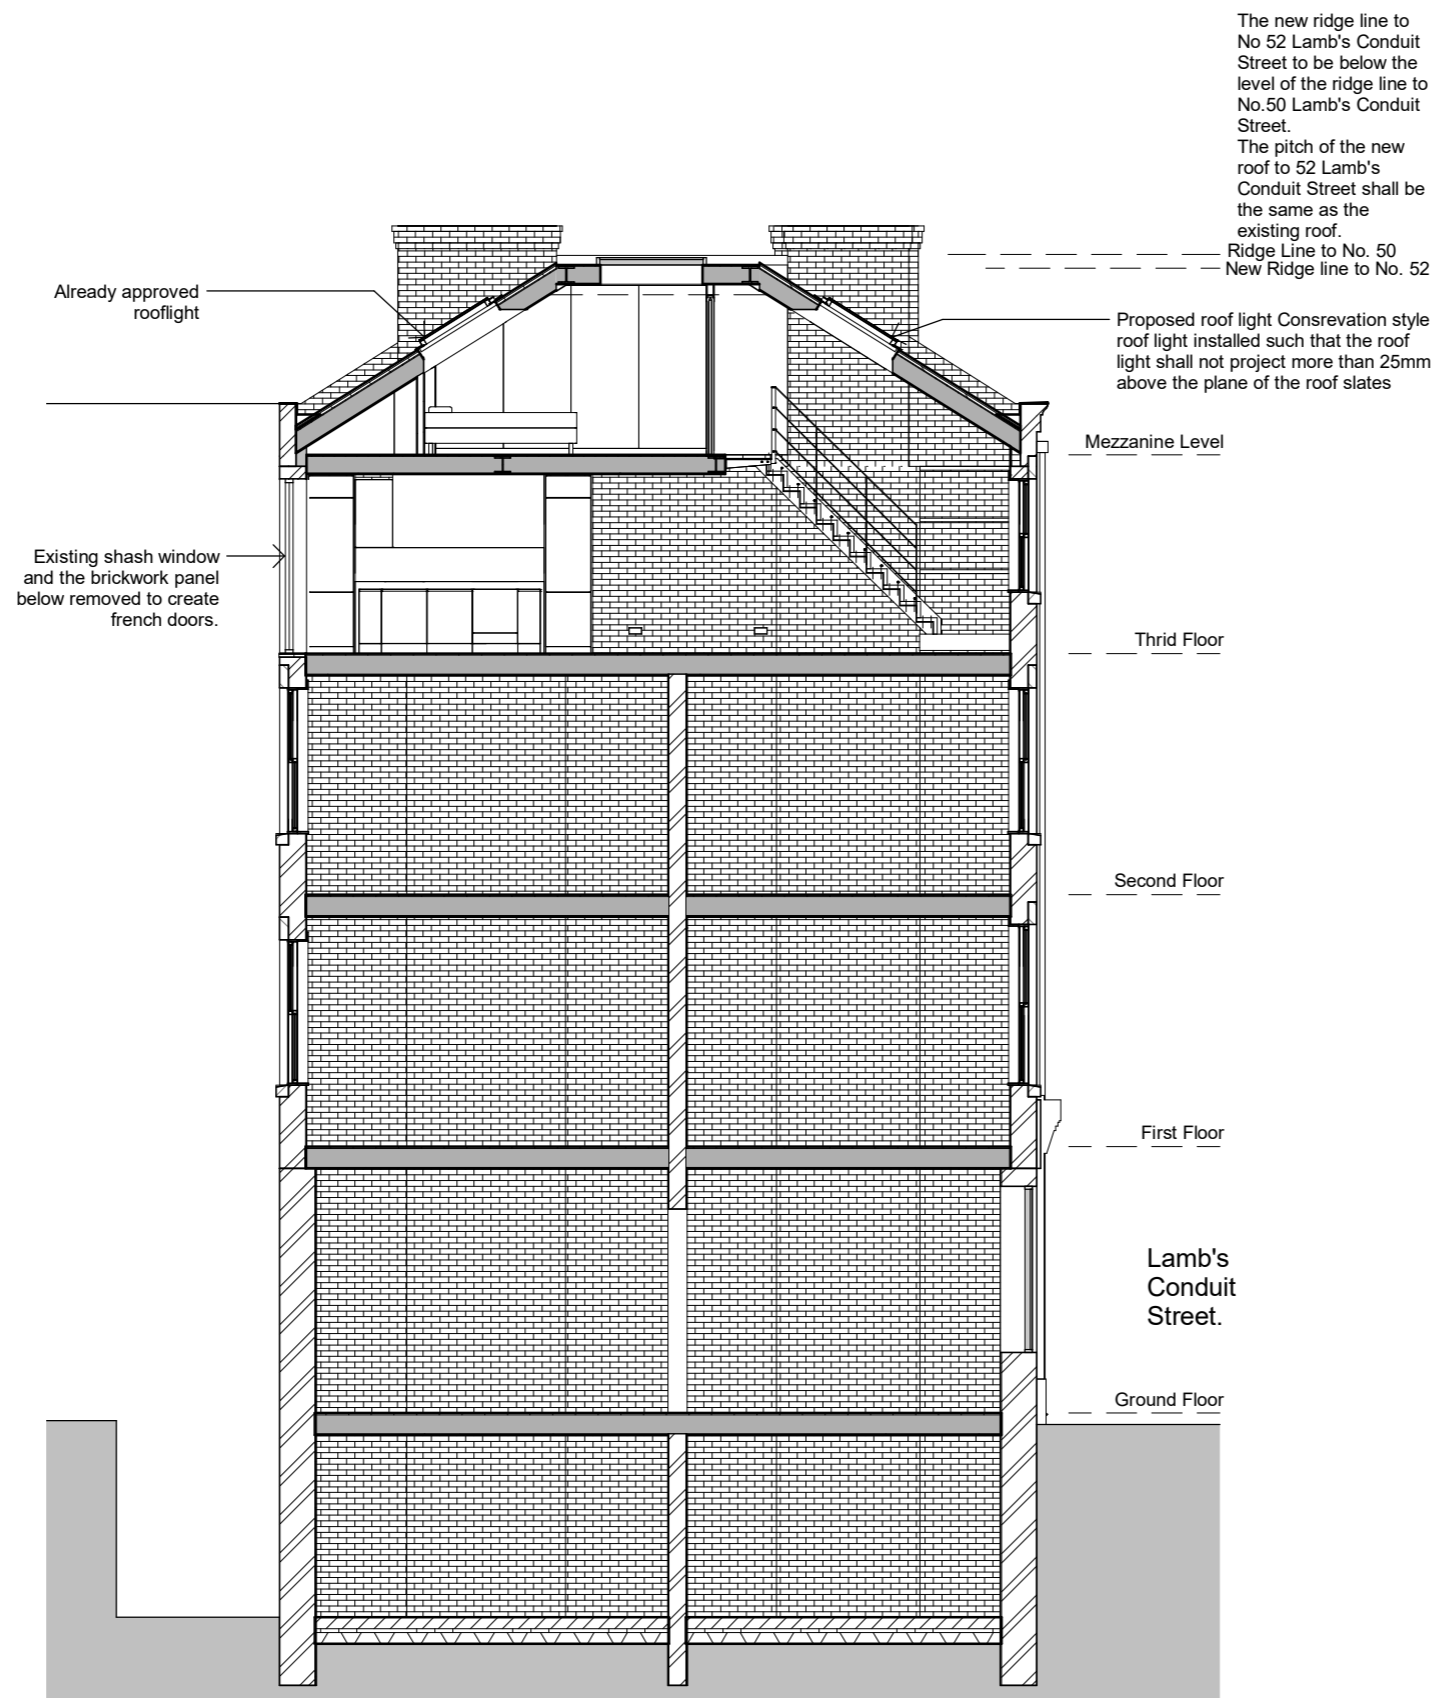 The new ridge line to
No 52 Lamb's Conduit
Street to be below the
level of the ridge line to
No.50 Lamb's Conduit
Street.
The pitch of the new
roof to 52 Lamb's
Conduit Street shall be
the same as the
existing roof.
Ridge Line to No. 50
New Ridge line to No. 52
Already approved
rooflight
Proposed roof light Consrevation style
roof light installed such that the roof
light shall not project more than 25mm
above the plane of the roof slates
Mezzanine Level
Existing shash window
and the brickwork panel
below removed to create
french doors.
Thrid Floor
Second Floor
First Floor
Lamb's
Conduit
Street.
Ground Floor